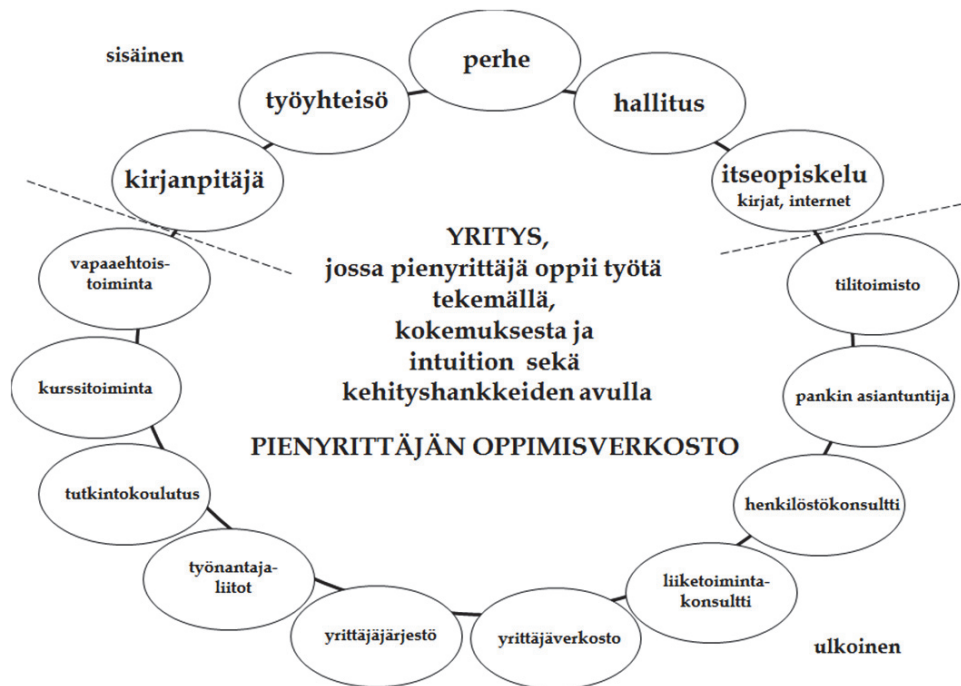 sisäinen
perhe
työyhteisö
hallitus
kirjanpitäjä
itseopiskelu
kirjat, internet
YRITYS,
jossa pienyrittäjä oppii työtä
tekemällä,
kokemuksesta ja
intuition sekä
kehityshankkeiden avulla
PIENYRITTÄJÄN OPPIMISVERKOSTO
vapaaehtois-
toiminta
tilitoimisto
kurssitoiminta
pankin asiantuntija
tutkintokoulutus
henkilöstökonsultti
työnantaja-
liitot
liiketoiminta-
konsultti
yrittäjäjärjestö
yrittäjäverkosto
ulkoinen